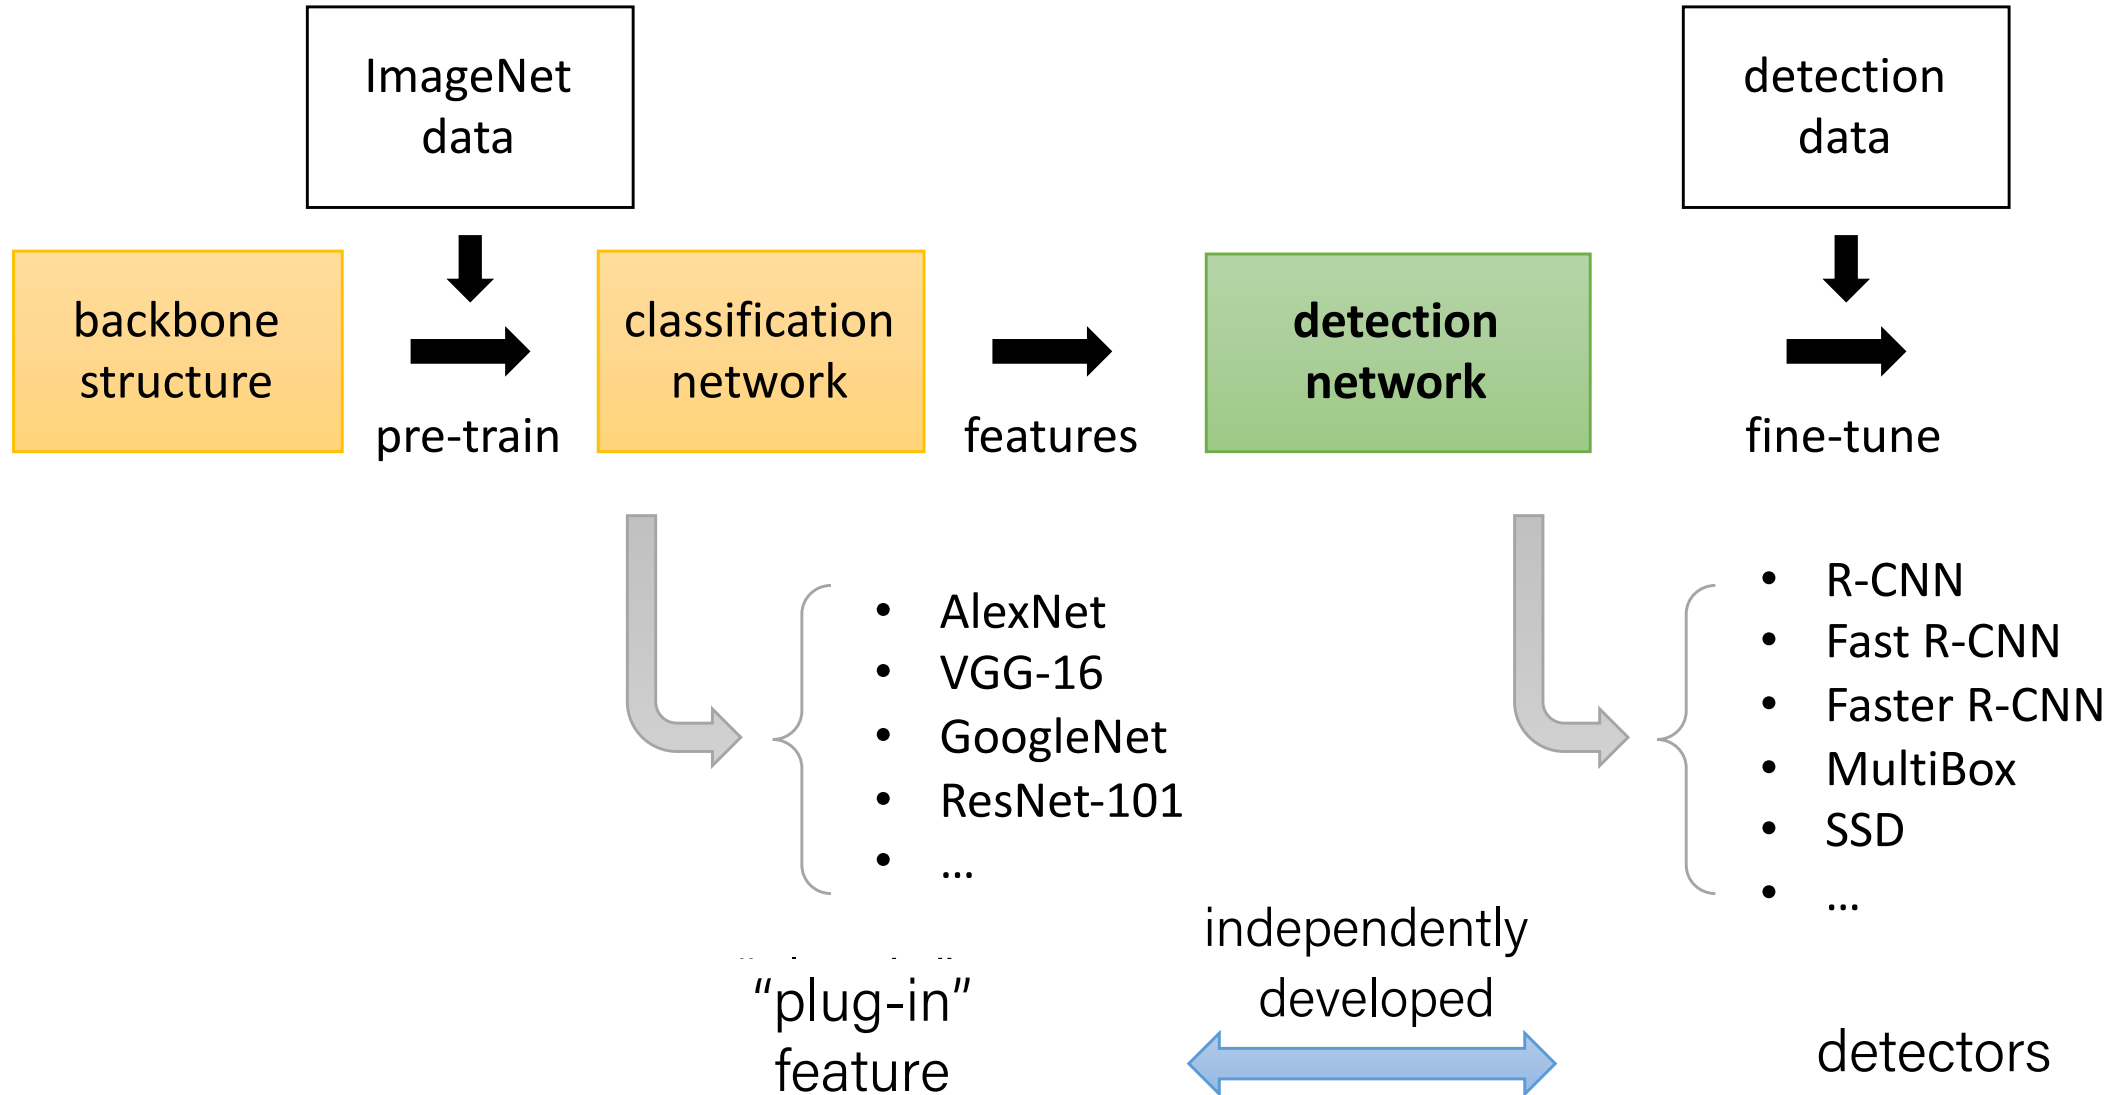 ImageNet
data
detection
data
backbone
structure
pre-train
classification
network
features
detection
network
fine-tune
• AlexNet
• VGG-16
• GoogleNet
• ResNet-101
• ...
• R-CNN
• Fast R-CNN
• Faster R-CNN
• MultiBox
• SSD
• ...
“plug-in”
feature
independently
developed
detectors